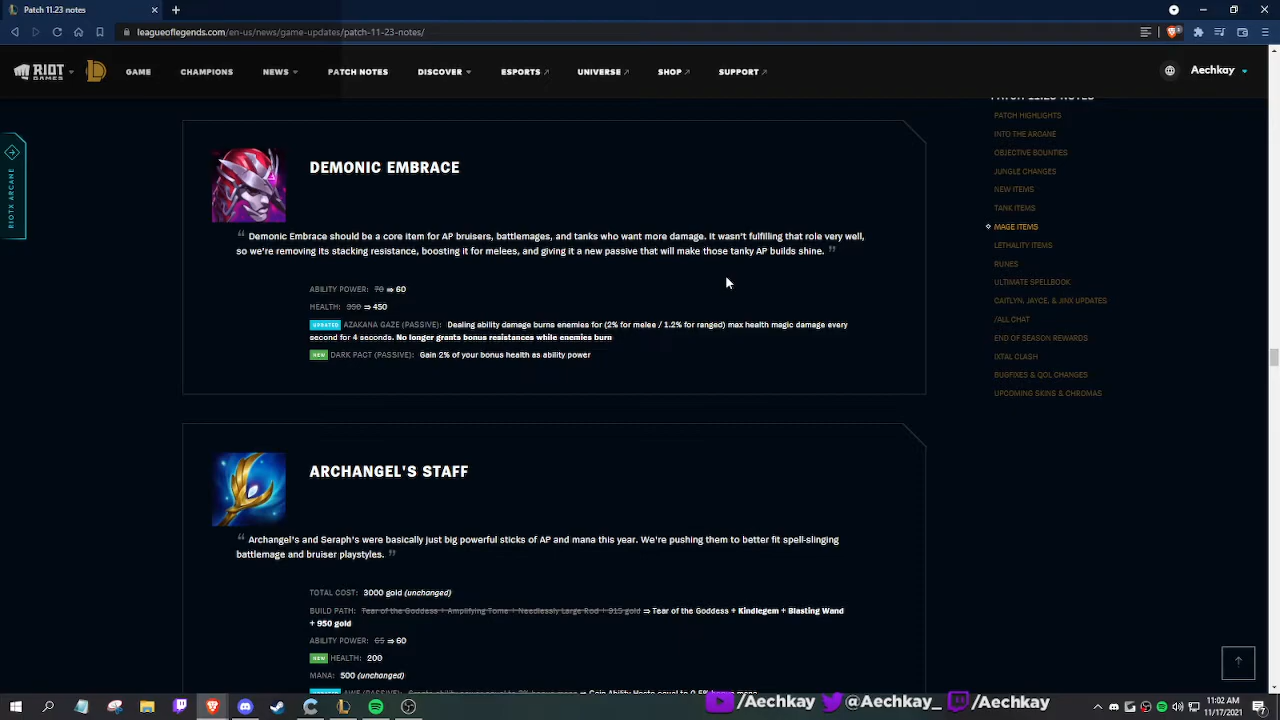 Patch 11.23 notes
leagueoflegends.com/en-us/news/game-updates/patch-11-23-notes/
RIOT GAMES
GAME
CHAMPIONS
NEWS
PATCH NOTES
DISCOVER
ESPORTS
UNIVERSE
SHOP
SUPPORT
Aechkay
RIOTX ARCANE
DEMONIC EMBRACE
“ Demonic Embrace should be a core item for AP bruisers, battlemages, and tanks who want more damage. It wasn't fulfilling that role very well,
so we're removing its stacking resistance, boosting it for melees, and giving it a new passive that will make those tanky AP builds shine. ”
ABILITY POWER: 70 ⇒ 60
HEALTH: 350 ⇒ 450
UPDATED AZAKANA GAZE (PASSIVE): Dealing ability damage burns enemies for (2% for melee / 1.2% for ranged) max health magic damage every
second for 4 seconds. No longer grants bonus resistances while enemies burn
NEW DARK PACT (PASSIVE): Gain 2% of your bonus health as ability power
ARCHANGEL'S STAFF
“ Archangel's and Seraph's were basically just big powerful sticks of AP and mana this year. We're pushing them to better fit spell-slinging
battlemage and bruiser playstyles. ”
TOTAL COST: 3000 gold (unchanged)
BUILD PATH: Tear of the Goddess + Amplifying Tome + Needlessly Large Rod + 915 gold ⇒ Tear of the Goddess + Kindlegem + Blasting Wand
+ 950 gold
ABILITY POWER: 65 ⇒ 60
NEW HEALTH: 200
MANA: 500 (unchanged)
PATCH 11.23 NOTES
PATCH HIGHLIGHTS
INTO THE ARCANE
OBJECTIVE BOUNTIES
JUNGLE CHANGES
NEW ITEMS
TANK ITEMS
MAGE ITEMS
LETHALITY ITEMS
RUNES
ULTIMATE SPELLBOOK
CAITLYN, JAYCE, & JINX UPDATES
/ALL CHAT
END OF SEASON REWARDS
IXTAL CLASH
BUGFIXES & QOL CHANGES
UPCOMING SKINS & CHROMAS
/Aechkay
@Aechkay_
/Aechkay
11:02 AM
11/17/2021